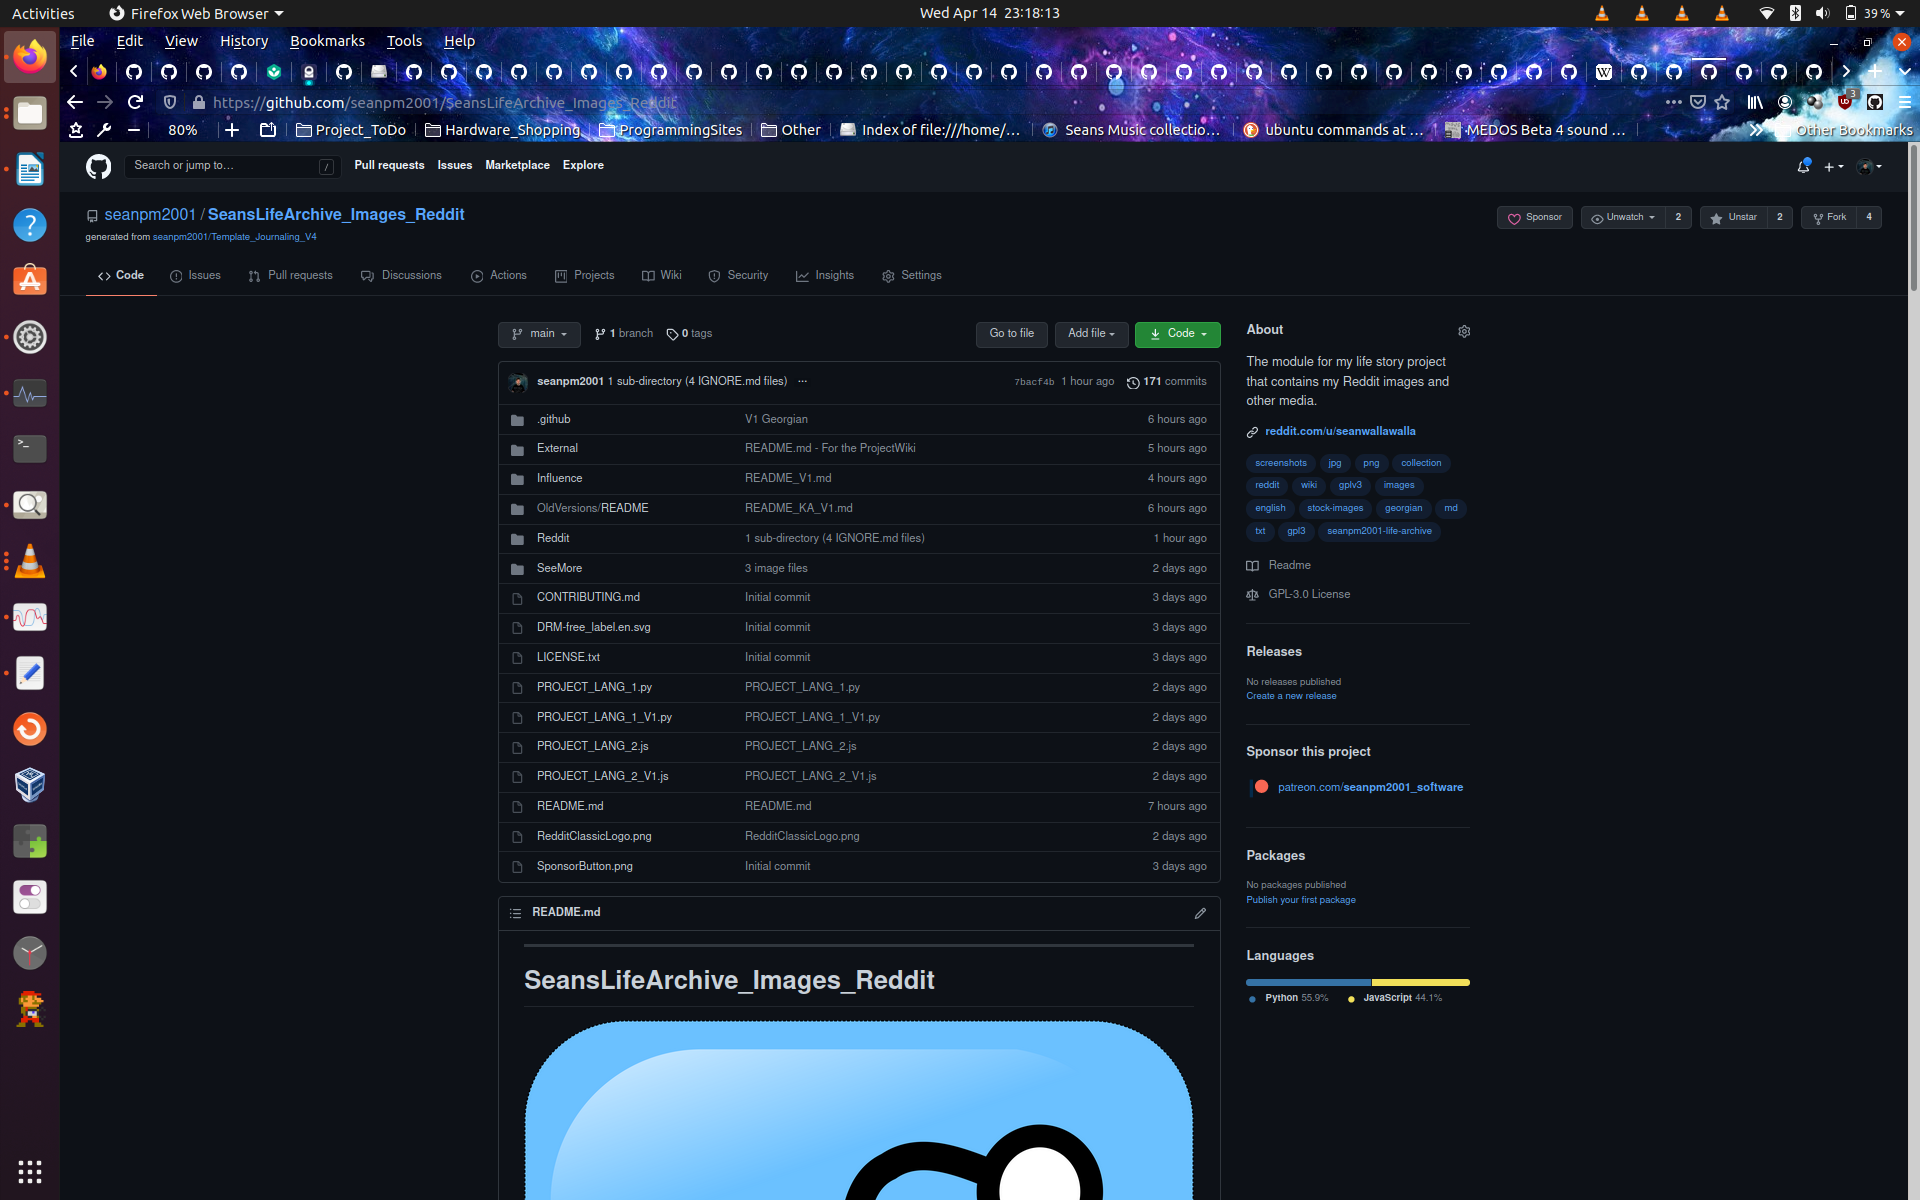 Activities
Firefox Web Browser
Wed Apr 14 23:18:13
39 %
File Edit View History Bookmarks Tools Help
https://github.com/seanpm2001/SeansLifeArchive_Images_Reddit
3
80%
Project_ToDo
Hardware_Shopping
ProgrammingSites
Other
Index of file:///home/...
Seans Music collectio...
ubuntu commands at ...
MEDOS Beta 4 sound ...
Other Bookmarks
Search or jump to...
/
Pull requests Issues Marketplace Explore
seanpm2001 / SeansLifeArchive_Images_Reddit
generated from seanpm2001/Template_Journaling_V4
Sponsor
Unwatch 2
Unstar 2
Fork 4
Code
Issues
Pull requests
Discussions
Actions
Projects
Wiki
Security
Insights
Settings
main
1 branch
0 tags
Go to file
Add file
Code
seanpm2001 1 sub-directory (4 IGNORE.md files) ...
7bacf4b 1 hour ago
171 commits
.github V1 Georgian 6 hours ago
External README.md - For the ProjectWiki 5 hours ago
Influence README_V1.md 4 hours ago
OldVersions/README README_KA_V1.md 6 hours ago
Reddit 1 sub-directory (4 IGNORE.md files) 1 hour ago
SeeMore 3 image files 2 days ago
CONTRIBUTING.md Initial commit 3 days ago
DRM-free_label.en.svg Initial commit 3 days ago
LICENSE.txt Initial commit 3 days ago
PROJECT_LANG_1.py PROJECT_LANG_1.py 2 days ago
PROJECT_LANG_1_V1.py PROJECT_LANG_1_V1.py 2 days ago
PROJECT_LANG_2.js PROJECT_LANG_2.js 2 days ago
PROJECT_LANG_2_V1.js PROJECT_LANG_2_V1.js 2 days ago
README.md README.md 7 hours ago
RedditClassicLogo.png RedditClassicLogo.png 2 days ago
SponsorButton.png Initial commit 3 days ago
README.md
SeansLifeArchive_Images_Reddit
About
The module for my life story project
that contains my Reddit images and
other media.
reddit.com/u/seanwallawalla
screenshots jpg png collection
reddit wiki gplv3 images
english stock-images georgian md
txt gpl3 seanpm2001-life-archive
Readme
GPL-3.0 License
Releases
No releases published
Create a new release
Sponsor this project
patreon.com/seanpm2001_software
Packages
No packages published
Publish your first package
Languages
Python 55.9%
JavaScript 44.1%